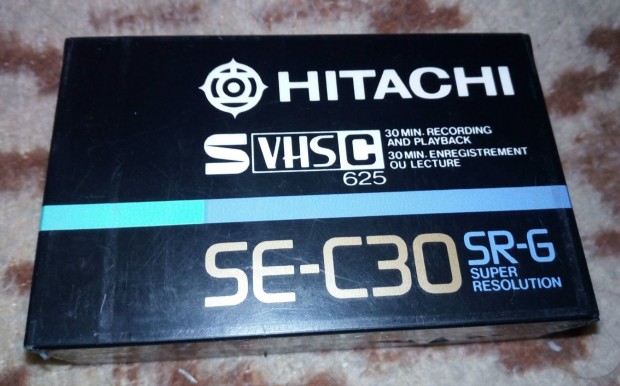 HITACHI
S VHS C
30 MIN. RECORDING
AND PLAYBACK
30 MIN. ENREGISTREMENT
OU LECTURE
625
SE-C30 SR-G
SUPER
RESOLUTION